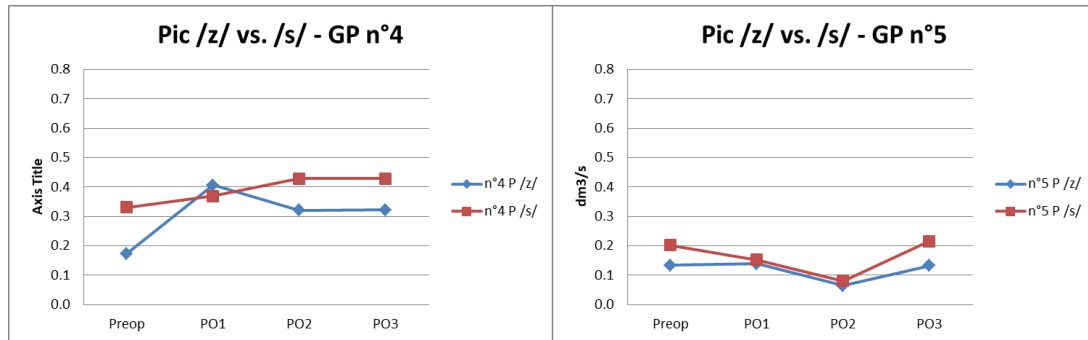 Pic /z/ vs. /s/ - GP n°4
0.8
0.7
0.6
0.5
0.4
0.3
0.2
0.1
0.0
Axis Title
Preop PO1 PO2 PO3
n°4 P /z/
n°4 P /s/
Pic /z/ vs. /s/ - GP n°5
0.8
0.7
0.6
0.5
0.4
0.3
0.2
0.1
0.0
dm3/s
Preop PO1 PO2 PO3
n°5 P /z/
n°5 P /s/